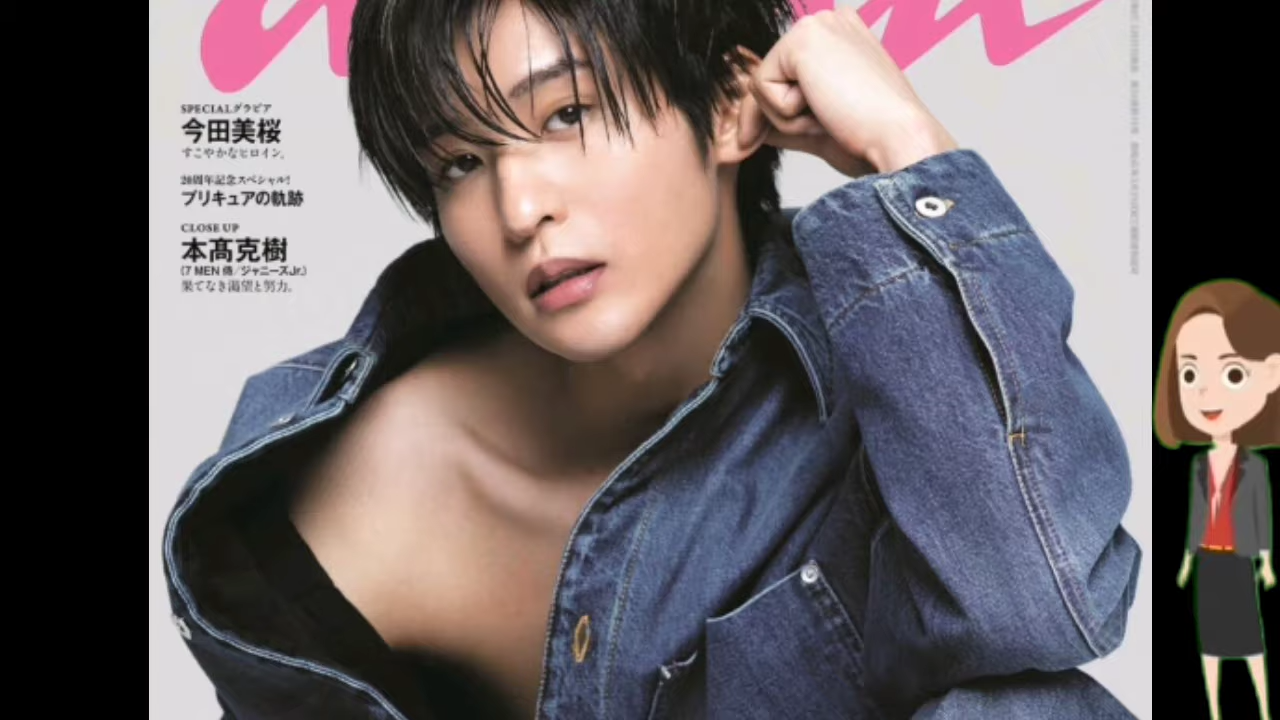 SPECIALグラビア
今田美桜
すこやかなヒロイン。
20周年記念スペシャル!
プリキュアの軌跡
CLOSE UP
本髙克樹
(7 MEN 侍/ジャニーズJr.)
果てなき渇望と努力。